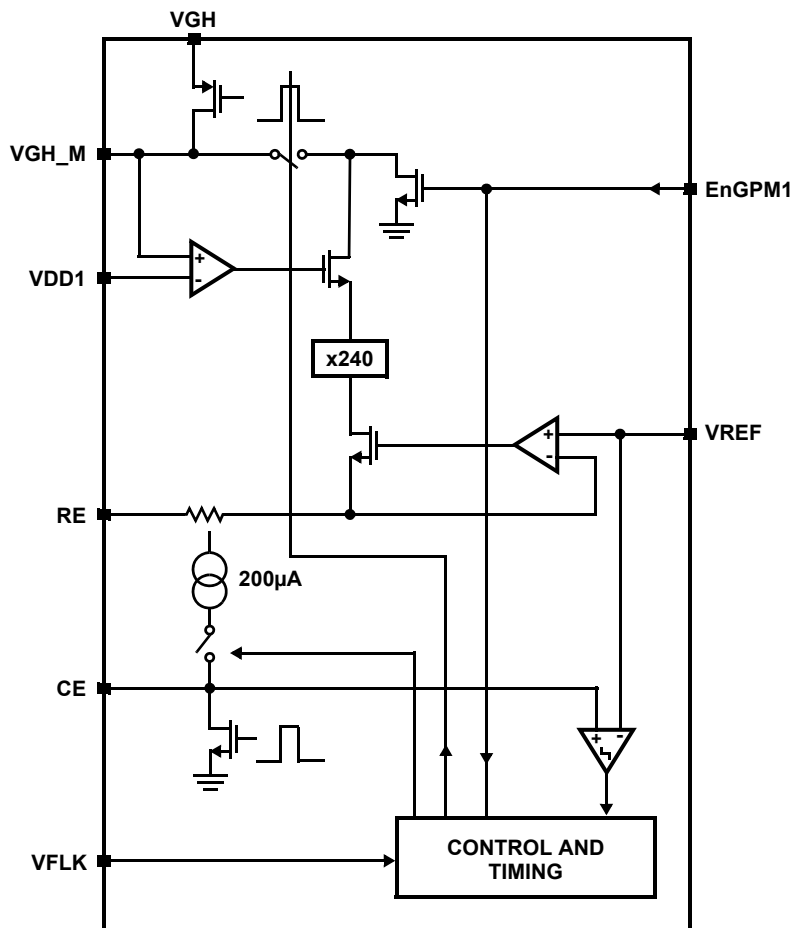 VGH
VGH_M
EnGPM1
VDD1
+
-
x240
+
-
VREF
RE
200µA
CE
+
-
CONTROL AND
TIMING
VFLK